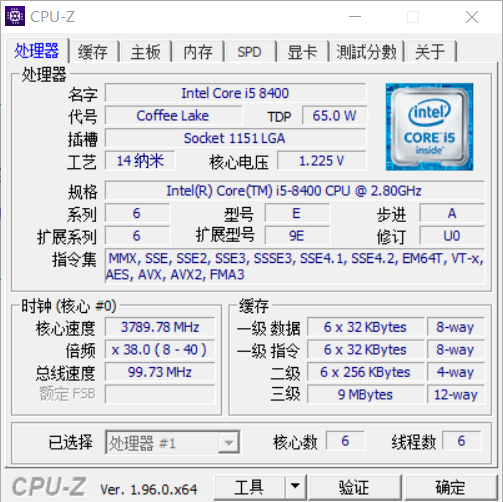 CPU-Z
处理器 缓存 主板 内存 SPD 显卡 測試分數 关于
处理器
名字 Intel Core i5 8400
代号 Coffee Lake TDP 65.0 W
插槽 Socket 1151 LGA
工艺 14 纳米 核心电压 1.225 V
intel
CORE i5
inside
规格 Intel(R) Core(TM) i5-8400 CPU @ 2.80GHz
系列 6 型号 E 步进 A
扩展系列 6 扩展型号 9E 修订 U0
指令集 MMX, SSE, SSE2, SSE3, SSSE3, SSE4.1, SSE4.2, EM64T, VT-x,
AES, AVX, AVX2, FMA3
时钟 (核心 #0)
核心速度 3789.78 MHz
倍频 x 38.0 ( 8 - 40 )
总线速度 99.73 MHz
额定 FSB
缓存
一级 数据 6 x 32 KBytes 8-way
一级 指令 6 x 32 KBytes 8-way
二级 6 x 256 KBytes 4-way
三级 9 MBytes 12-way
已选择 处理器 #1 核心数 6 线程数 6
CPU-Z Ver. 1.96.0.x64 工具 验证 确定